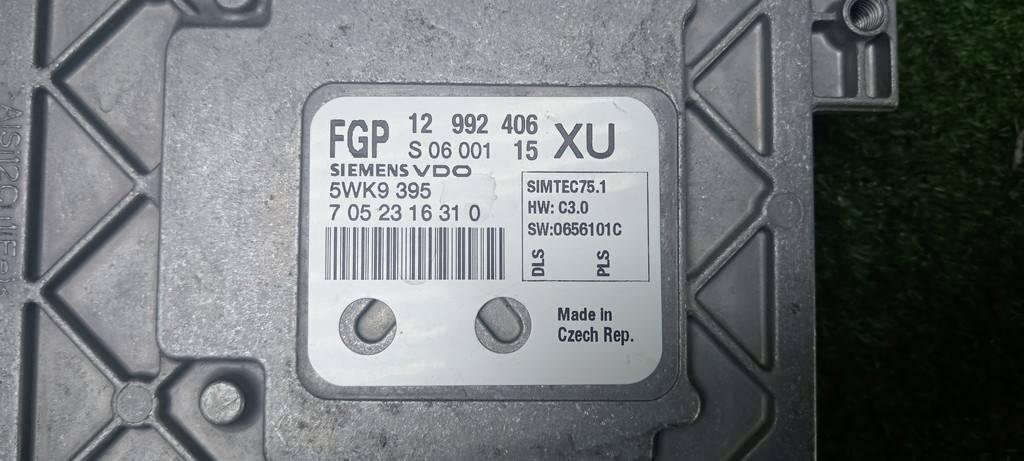 FGP 12 992 406 XU
S 06 001 15
SIEMENS VDO
5WK9 395
7 05 23 16 31 0
SIMTEC75.1
HW: C3.0
SW:0656101C
DLS PLS
Made in
Czech Rep.